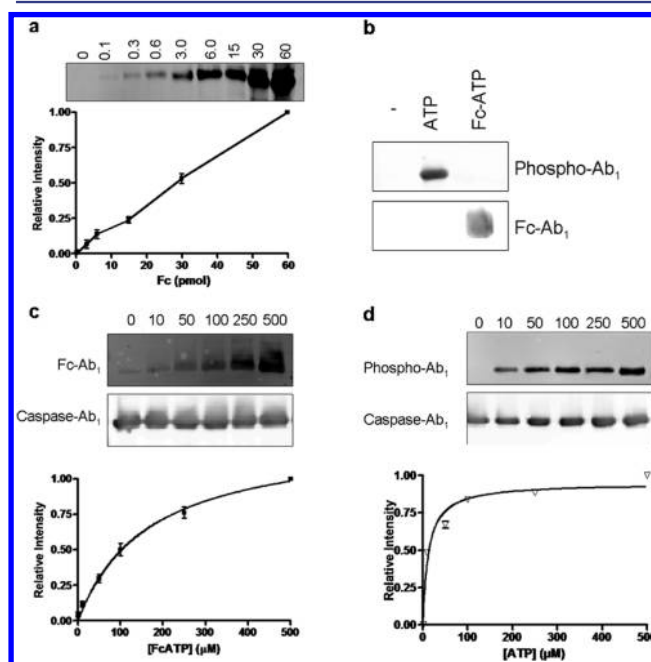 a
0 0.1 0.3 0.6 3.0 6.0 15 30 60
1.00
0.75
0.50
0.25
0.00
Relative Intensity
0 10 20 30 40 50 60
Fc (pmol)
b
- ATP Fc-ATP
Phospho-Ab₁
Fc-Ab₁
c
0 10 50 100 250 500
Fc-Ab₁
Caspase-Ab₁
1.00
0.75
0.50
0.25
0.00
Relative Intensity
0 100 200 300 400 500
[FcATP] (μM)
d
0 10 50 100 250 500
Phospho-Ab₁
Caspase-Ab₁
1.00
0.75
0.50
0.25
0.00
Relative Intensity
0 100 200 300 400 500
[ATP] (μM)